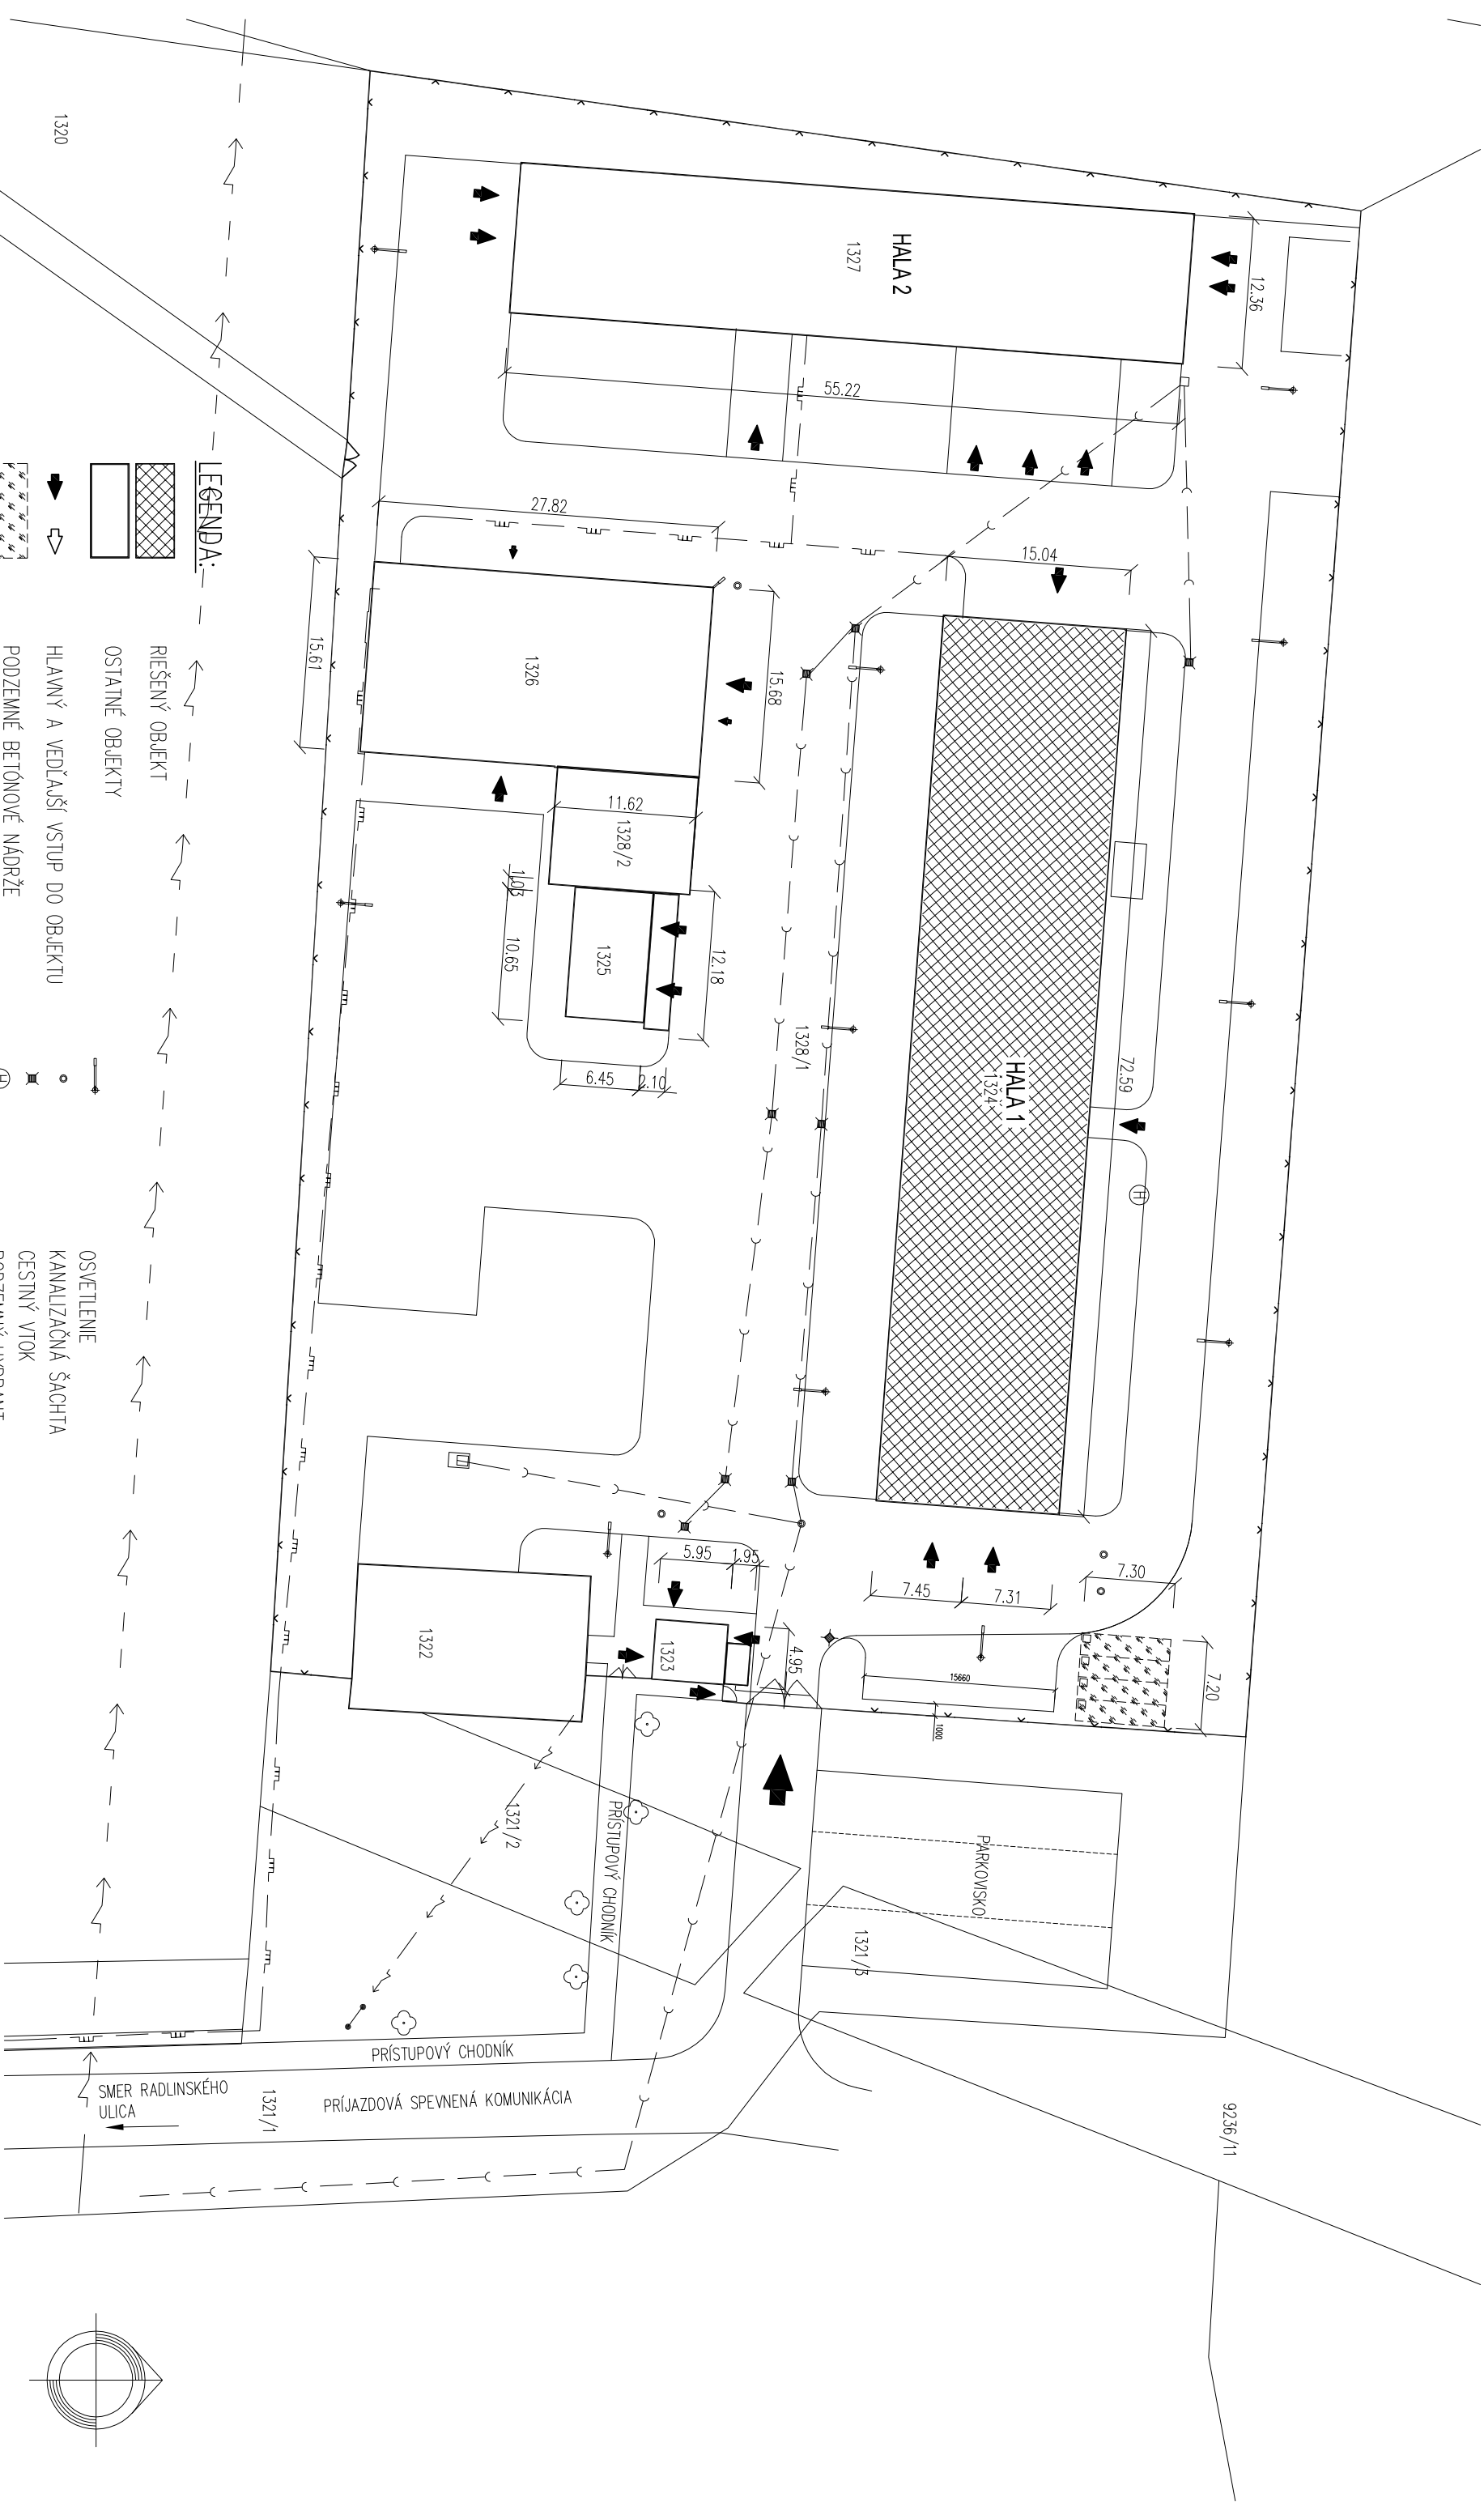 1320
HALA 2
1327
12.36
55.22
27.82
15.04
15.61
1326
15.68
11.62
1328/2
1.03
10.65
1325
12.18
6.45
2.10
1328/1
HALA 1
1324
72.59
H
7.45
7.31
7.30
7.20
15660
1000
5.95
1.95
4.95
1323
1322
1321/2
PRÍSTUPOVÝ CHODNÍK
PARKOVISKO
1321/3
PRÍSTUPOVÝ CHODNÍK
PRÍJAZDOVÁ SPEVNENÁ KOMUNIKÁCIA
SMER RADLINSKÉHO
ULICA
1321/1
9236/11
LEGENDA:
RIEŠENÝ OBJEKT
OSTATNÉ OBJEKTY
HLAVNÝ A VEDĽAJŠÍ VSTUP DO OBJEKTU
PODZEMNÉ BETÓNOVÉ NÁDRŽE
OSVETLENIE
KANALIZAČNÁ ŠACHTA
CESTNÝ VTOK
H